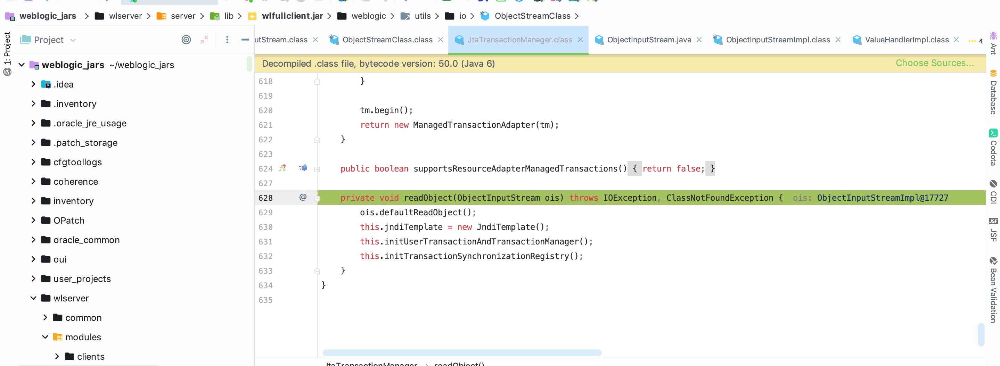 weblogic_jars > wlserver > server > lib > wlfullclient.jar > weblogic > utils > io > ObjectStreamClass >
1: Project
Project
utStream.class × ObjectStreamClass.class × JtaTransactionManager.class × ObjectInputStream.java × ObjectInputStreamImpl.class × ValueHandlerImpl.class × 4
Decompiled .class file, bytecode version: 50.0 (Java 6) Choose Sources...
weblogic_jars ~/weblogic_jars
.idea
.inventory
.oracle_jre_usage
.patch_storage
cfgtoollogs
coherence
inventory
OPatch
oracle_common
oui
user_projects
wlserver
common
modules
clients
618 }
619
620 tm.begin();
621 return new ManagedTransactionAdapter(tm);
622 }
623
624 public boolean supportsResourceAdapterManagedTransactions() { return false; }
627
628 @ private void readObject(ObjectInputStream ois) throws IOException, ClassNotFoundException { ois: ObjectInputStreamImpl@17727
629 ois.defaultReadObject();
630 this.jndiTemplate = new JndiTemplate();
631 this.initUserTransactionAndTransactionManager();
632 this.initTransactionSynchronizationRegistry();
633 }
634 }
635
JtaTransactionManager > readObject()
Ant
Database
Codota
CDI
JSF JSF
Bean Validation